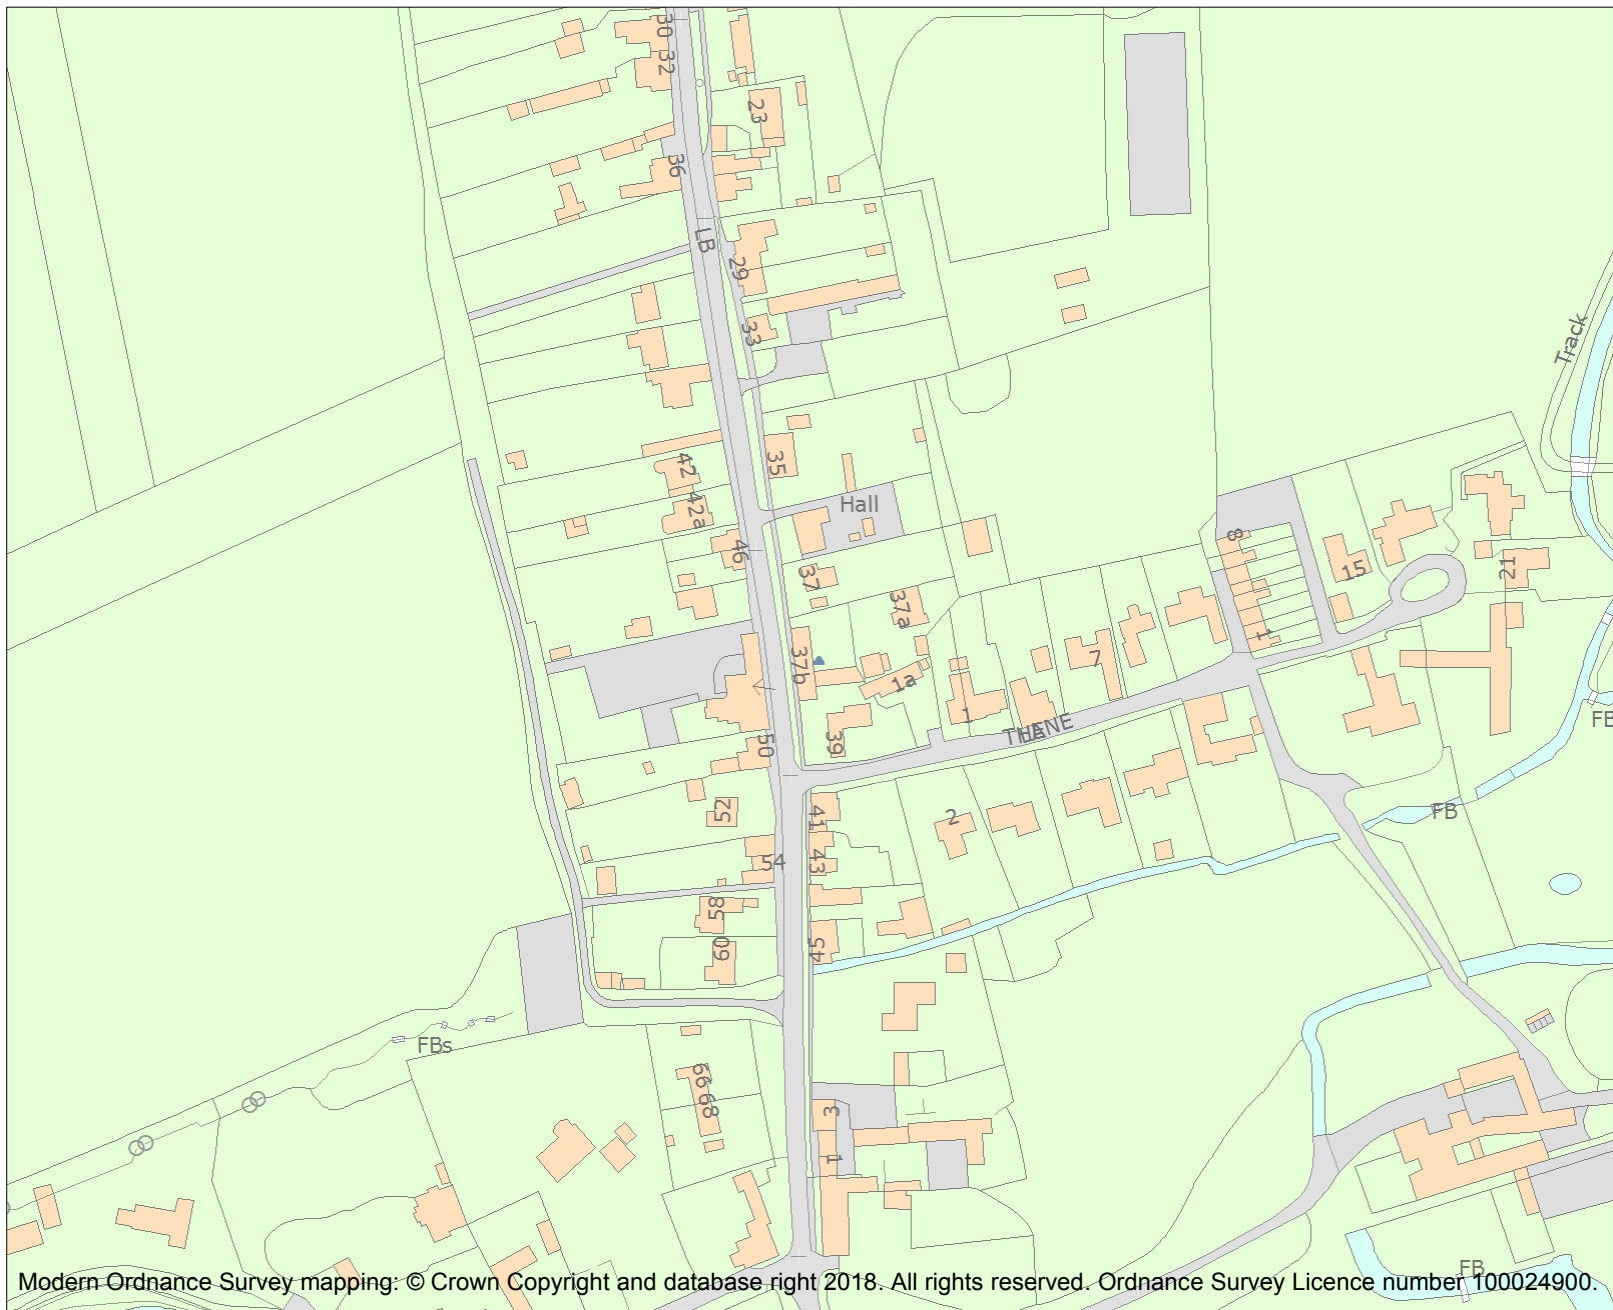 30
32
23
36
LB
29
33
Track
35
42
42a
Hall
46
8
37
15
21
37a
1
37b
7
1a
1
THE
LANE
39
50
2
52
41
FB
FB
43
54
58
45
60
FBs
66
68
3
1
FB
Modern Ordnance Survey mapping: © Crown Copyright and database right 2018. All rights reserved. Ordnance Survey Licence number 100024900.